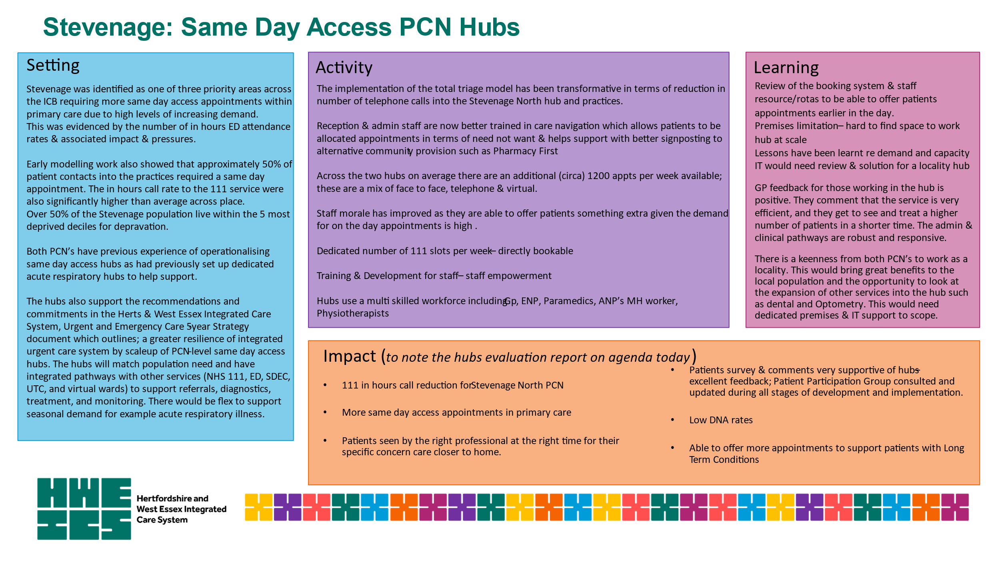 Stevenage: Same Day Access PCN Hubs
Setting
Stevenage was identified as one of three priority areas across
the ICB requiring more same day access appointments within
primary care due to high levels of increasing demand.
This was evidenced by the number of in hours ED attendance
rates & associated impact & pressures.
Early modelling work also showed that approximately 50% of
patient contacts into the practices required a same day
appointment. The in hours call rate to the 111 service were
also significantly higher than average across place.
Over 50% of the Stevenage population live within the 5 most
deprived deciles for depravation.
Both PCN’s have previous experience of operationalising
same day access hubs as had previously set up dedicated
acute respiratory hubs to help support.
The hubs also support the recommendations and
commitments in the Herts & West Essex Integrated Care
System, Urgent and Emergency Care 5-year Strategy
document which outlines; a greater resilience of integrated
urgent care system by scaleup of PCN-level same day access
hubs. The hubs will match population need and have
integrated pathways with other services (NHS 111, ED, SDEC,
UTC, and virtual wards) to support referrals, diagnostics,
treatment, and monitoring. There would be flex to support
seasonal demand for example acute respiratory illness.
Activity
The implementation of the total triage model has been transformative in terms of reduction in
number of telephone calls into the Stevenage North hub and practices.
Reception & admin staff are now better trained in care navigation which allows patients to be
allocated appointments in terms of need not want & helps support with better signposting to
alternative community provision such as Pharmacy First.
Across the two hubs on average there are an additional (circa) 1200 appts per week available;
these are a mix of face to face, telephone & virtual.
Staff morale has improved as they are able to offer patients something extra given the demand
for on the day appointments is high .
Dedicated number of 111 slots per week – directly bookable
Training & Development for staff – staff empowerment
Hubs use a multi skilled workforce including Gp, ENP, Paramedics, ANP’s MH worker,
Physiotherapists
Learning
Review of the booking system & staff
resource/rotas to be able to offer patients
appointments earlier in the day.
Premises limitation – hard to find space to work
hub at scale
Lessons have been learnt re demand and capacity
IT would need review & solution for a locality hub
GP feedback for those working in the hub is
positive. They comment that the service is very
efficient, and they get to see and treat a higher
number of patients in a shorter time. The admin &
clinical pathways are robust and responsive.
There is a keenness from both PCN’s to work as a
locality. This would bring great benefits to the
local population and the opportunity to look at
the expansion of other services into the hub such
as dental and Optometry. This would need
dedicated premises & IT support to scope.
Impact (to note the hubs evaluation report on agenda today)
• 111 in hours call reduction for Stevenage North PCN
• More same day access appointments in primary care
• Patients seen by the right professional at the right time for their
specific concern care closer to home.
• Patients survey & comments very supportive of hubs –
excellent feedback; Patient Participation Group consulted and
updated during all stages of development and implementation.
• Low DNA rates
• Able to offer more appointments to support patients with Long
Term Conditions
HWE
ICS
Hertfordshire and
West Essex Integrated
Care System